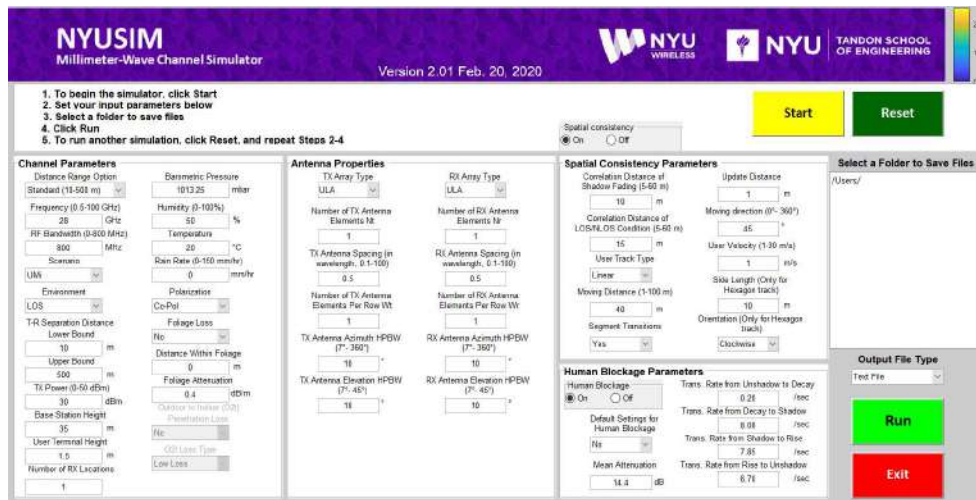 NYUSIM
Millimeter-Wave Channel Simulator
Version 2.01 Feb. 20, 2020
NYU
WIRELESS
NYU
TANDON SCHOOL
OF ENGINEERING
1. To begin the simulator, click Start
2. Set your input parameters below
3. Select a folder to save files
4. Click Run
5. To run another simulation, click Reset, and repeat Steps 2-4
Spatial consistency
On Off
Start
Reset
Channel Parameters
Distance Range Option
Standard (10-500 m)
Frequency (0.5-100 GHz)
28 GHz
RF Bandwidth (0-800 MHz)
800 MHz
Scenario
UMi
Environment
LOS
T-R Separation Distance
Lower Bound
10 m
Upper Bound
500 m
TX Power (0-50 dBm)
30 dBm
Base Station Height
35 m
User Terminal Height
1.5 m
Number of RX Locations
1
Barometric Pressure
1013.25 mbar
Humidity (0-100%)
50 %
Temperature
20 °C
Rain Rate (0-150 mm/hr)
0 mm/hr
Polarization
Co-Pol
Foliage Loss
No
Distance Within Foliage
0 m
Foliage Attenuation
0.4 dB/m
Outdoor to Indoor (O2I)
Penetration Loss
No
O2I Loss Type
Low Loss
Antenna Properties
TX Array Type
ULA
Number of TX Antenna
Elements Nt
1
TX Antenna Spacing (in
wavelength, 0.1-100)
0.5
Number of TX Antenna
Elements Per Row Wt
1
TX Antenna Azimuth HPBW
(7°- 360°)
10 °
TX Antenna Elevation HPBW
(7°- 45°)
10 °
RX Array Type
ULA
Number of RX Antenna
Elements Nr
1
RX Antenna Spacing (in
wavelength, 0.1-100)
0.5
Number of RX Antenna
Elements Per Row Wr
1
RX Antenna Azimuth HPBW
(7°- 360°)
10 °
RX Antenna Elevation HPBW
(7°- 45°)
10 °
Spatial Consistency Parameters
Correlation Distance of
Shadow Fading (5-60 m)
10 m
Correlation Distance of
LOS/NLOS Condition (5-60 m)
15 m
User Track Type
Linear
Moving Distance (1-100 m)
40 m
Segment Transitions
Yes
Update Distance
1 m
Moving direction (0°- 360°)
45 °
User Velocity (1-30 m/s)
1 m/s
Side Length (Only for
Hexagon track)
10 m
Orientation (Only for Hexagon
track)
Clockwise
Human Blockage Parameters
Human Blockage
On Off
Default Settings for
Human Blockage
No
Mean Attenuation
14.4 dB
Trans. Rate from Unshadow to Decay
0.20 /sec
Trans. Rate from Decay to Shadow
8.08 /sec
Trans. Rate from Shadow to Rise
7.85 /sec
Trans. Rate from Rise to Unshadow
6.70 /sec
Select a Folder to Save Files
/Users/
Output File Type
Text File
Run
Exit